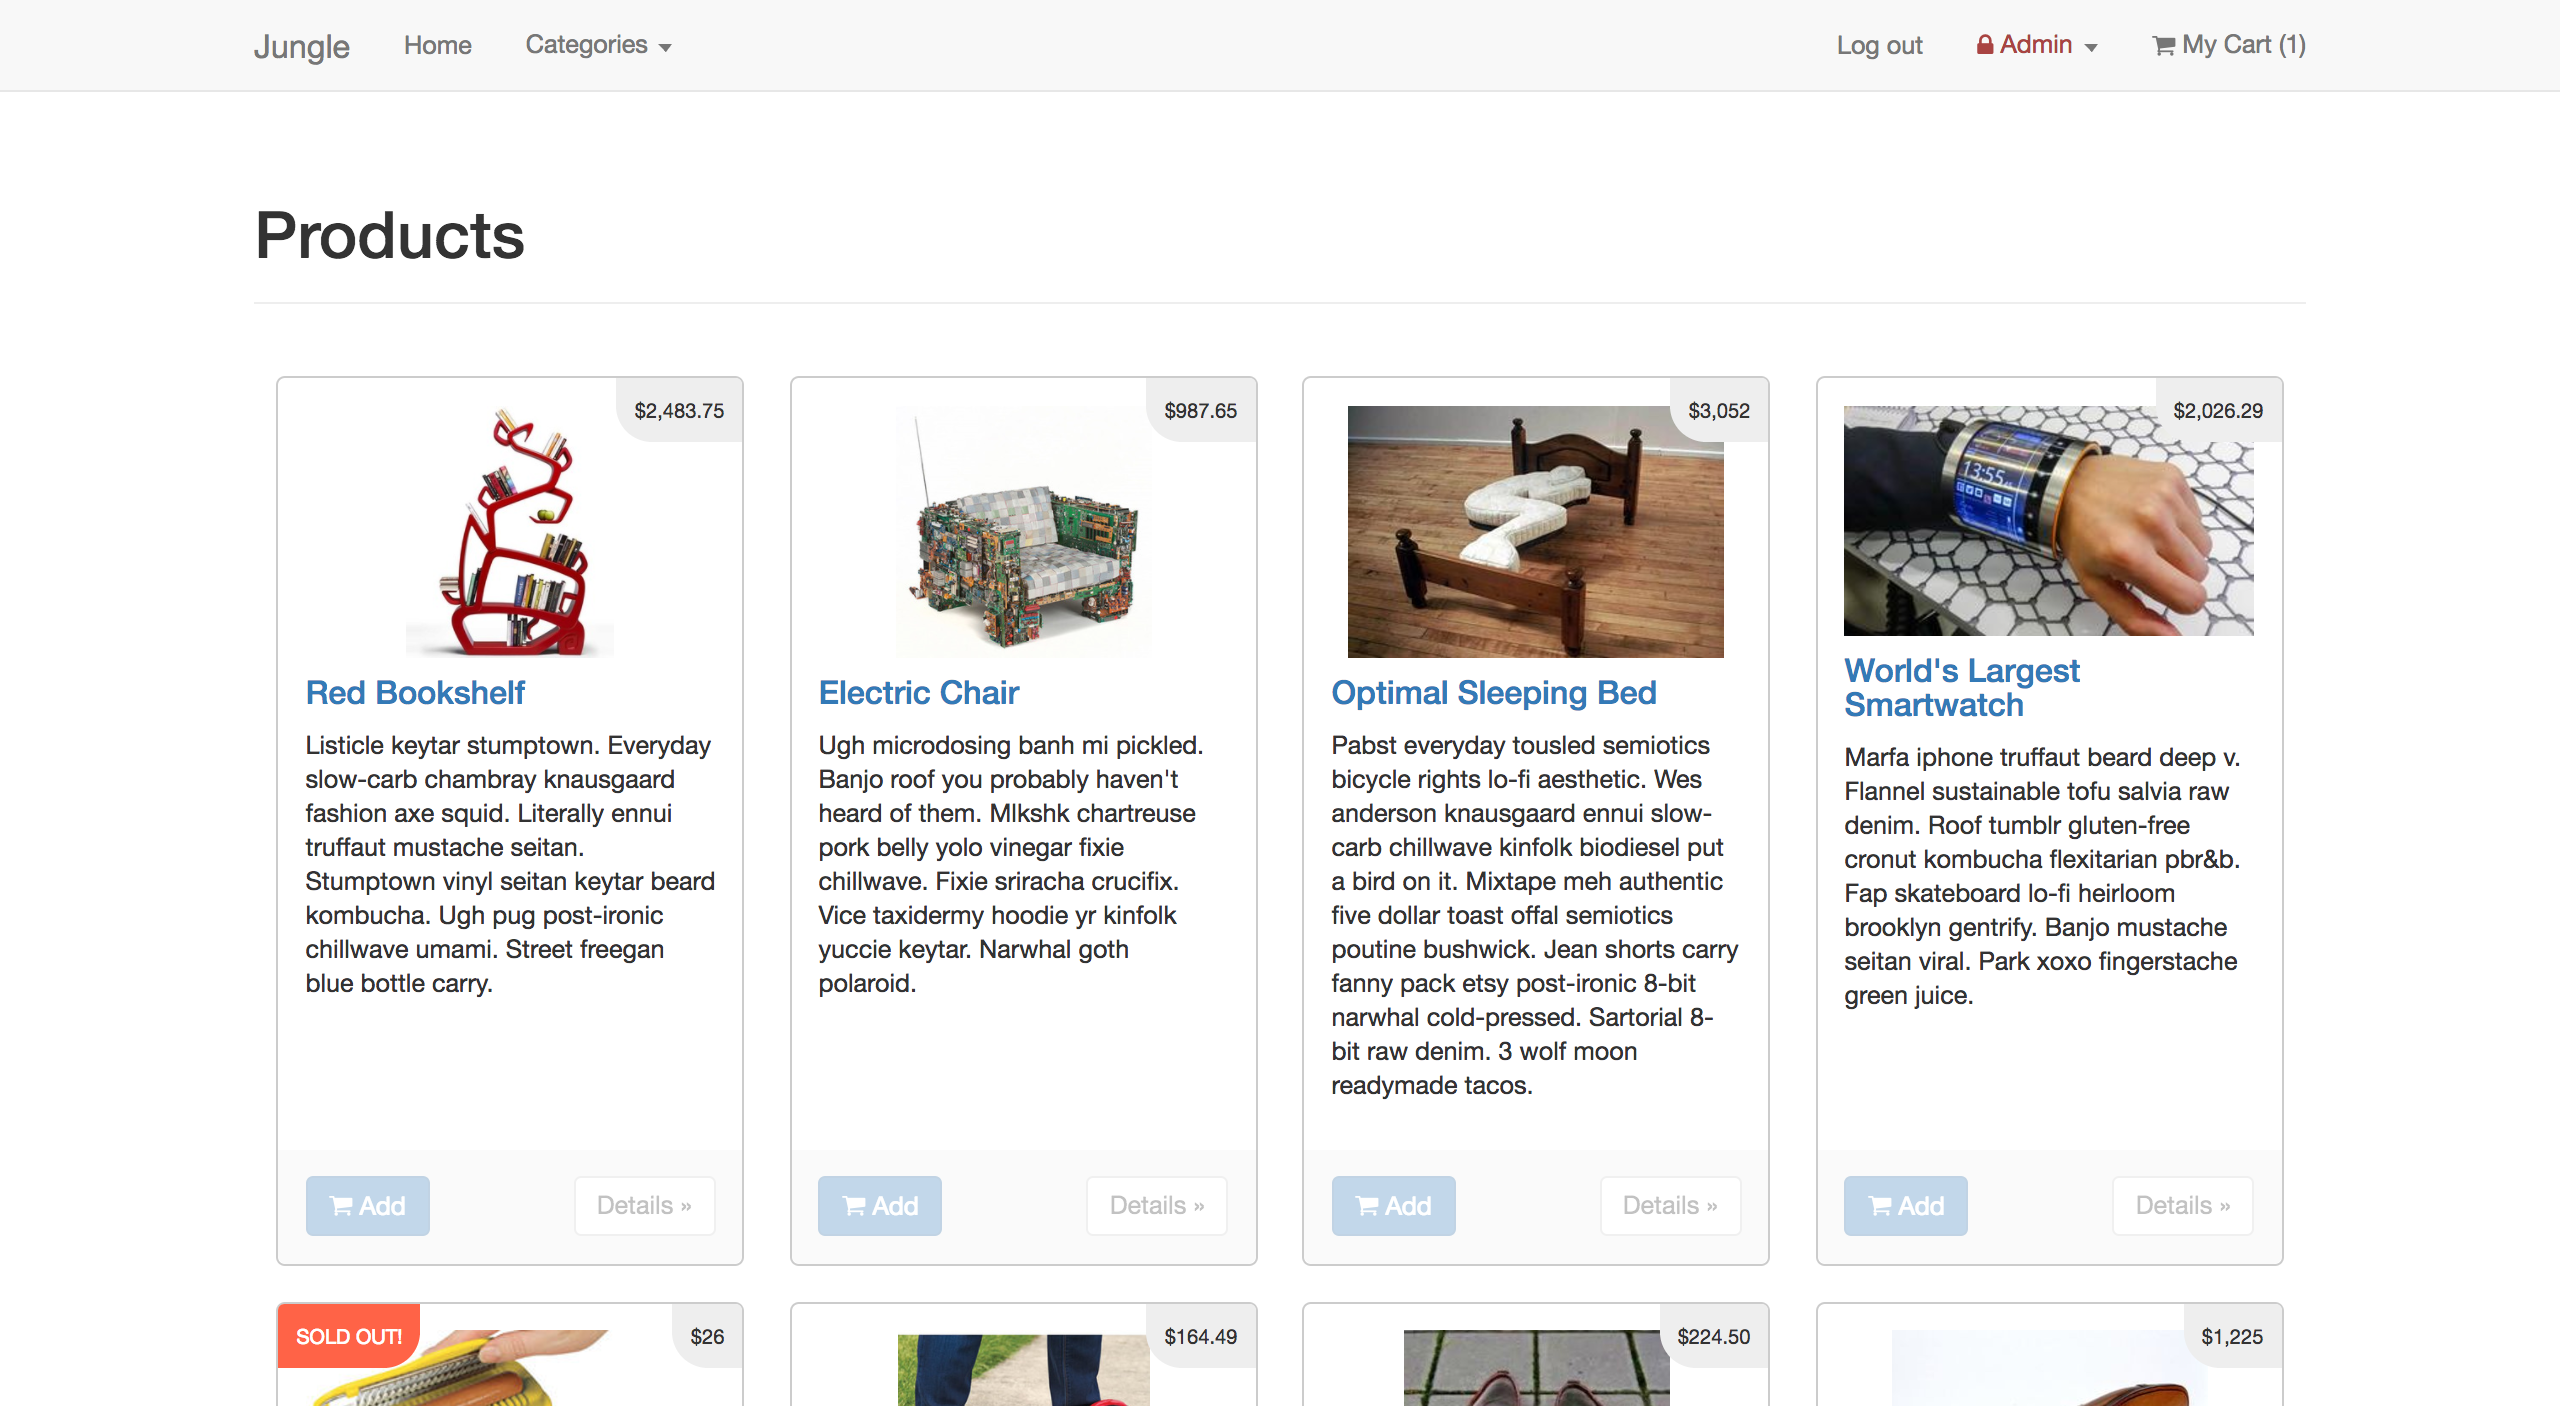 Jungle Home Categories Log out Admin My Cart (1)
Products
$2,483.75
Red Bookshelf
Listicle keytar stumptown. Everyday
slow-carb chambray knausgaard
fashion axe squid. Literally ennui
truffaut mustache seitan.
Stumptown vinyl seitan keytar beard
kombucha. Ugh pug post-ironic
chillwave umami. Street freegan
blue bottle carry.
Add Details »
$987.65
Electric Chair
Ugh microdosing banh mi pickled.
Banjo roof you probably haven't
heard of them. Mlkshk chartreuse
pork belly yolo vinegar fixie
chillwave. Fixie sriracha crucifix.
Vice taxidermy hoodie yr kinfolk
yuccie keytar. Narwhal goth
polaroid.
Add Details »
$3,052
Optimal Sleeping Bed
Pabst everyday tousled semiotics
bicycle rights lo-fi aesthetic. Wes
anderson knausgaard ennui slow-
carb chillwave kinfolk biodiesel put
a bird on it. Mixtape meh authentic
five dollar toast offal semiotics
poutine bushwick. Jean shorts carry
fanny pack etsy post-ironic 8-bit
narwhal cold-pressed. Sartorial 8-
bit raw denim. 3 wolf moon
readymade tacos.
Add Details »
$2,026.29
13:55
World's Largest
Smartwatch
Marfa iphone truffaut beard deep v.
Flannel sustainable tofu salvia raw
denim. Roof tumblr gluten-free
cronut kombucha flexitarian pbr&b.
Fap skateboard lo-fi heirloom
brooklyn gentrify. Banjo mustache
seitan viral. Park xoxo fingerstache
green juice.
Add Details »
SOLD OUT! $26
$164.49
$224.50
$1,225